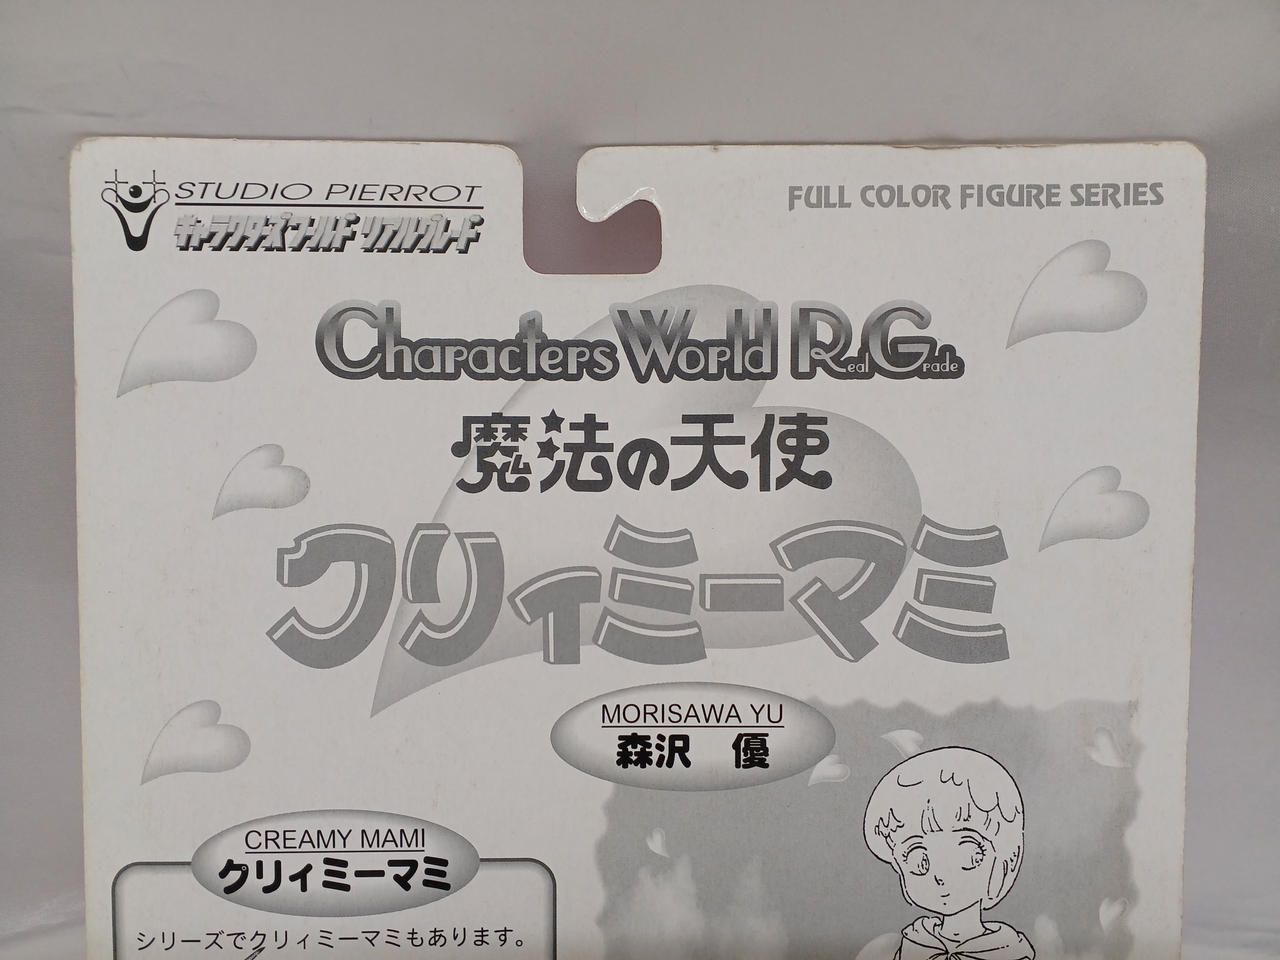 STUDIO PIERROT
キャラクターズワールド リアルグレード
FULL COLOR FIGURE SERIES
Characters World Real Grade
魔法の天使
クリィミーマミ
MORISAWA YU
森沢 優
CREAMY MAMI
クリィミーマミ
シリーズでクリィミーマミもあります。